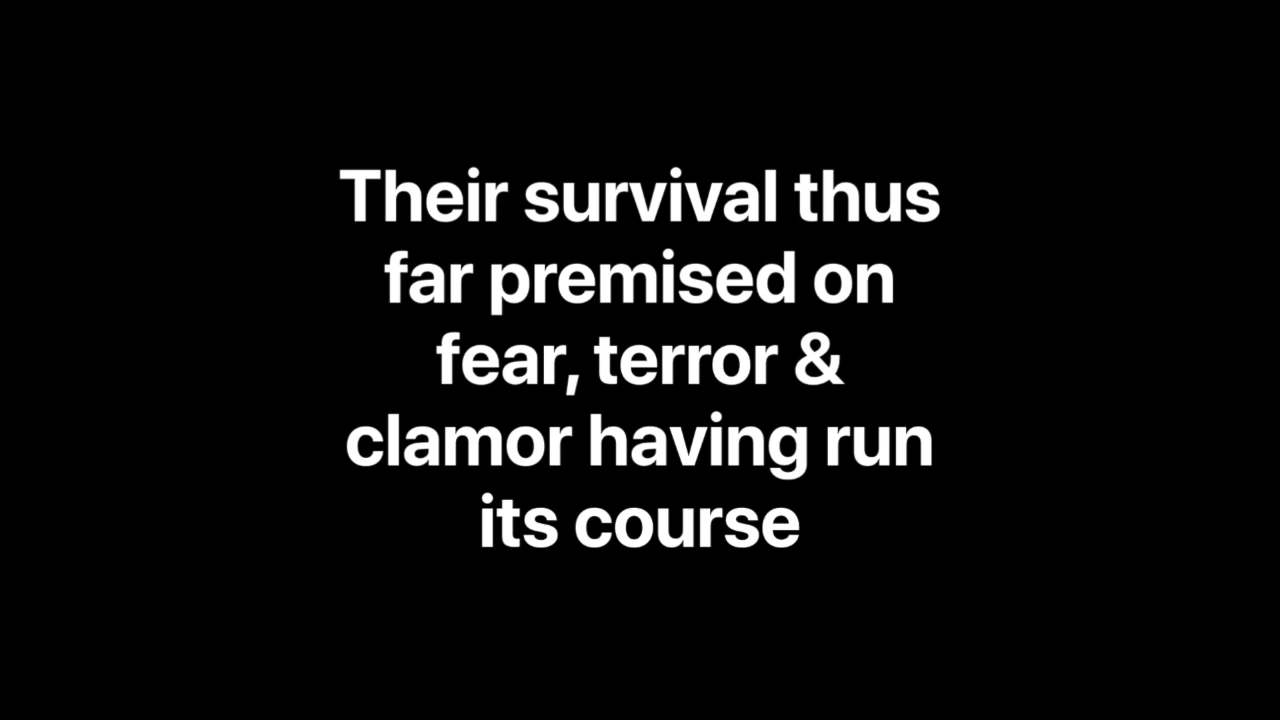 Their survival thus
far premised on
fear, terror &
clamor having run
its course